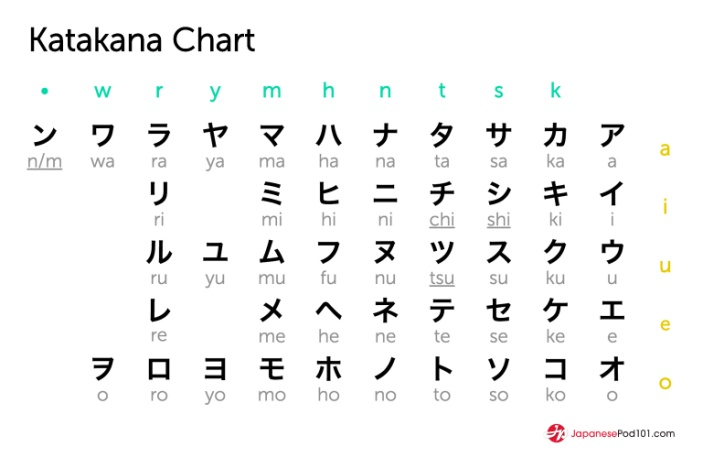 Katakana Chart
• w r y m h n t s k
ン ワ ラ ヤ マ ハ ナ タ サ カ ア
n/m wa ra ya ma ha na ta sa ka a a
リ ミ ヒ ニ チ シ キ イ
ri mi hi ni chi shi ki i i
ル ユ ム フ ヌ ツ ス ク ウ
ru yu mu fu nu tsu su ku u u
レ メ ヘ ネ テ セ ケ エ
re me he ne te se ke e e
ヲ ロ ヨ モ ホ ノ ト ソ コ オ
o ro yo mo ho no to so ko o o
JapanesePod101.com